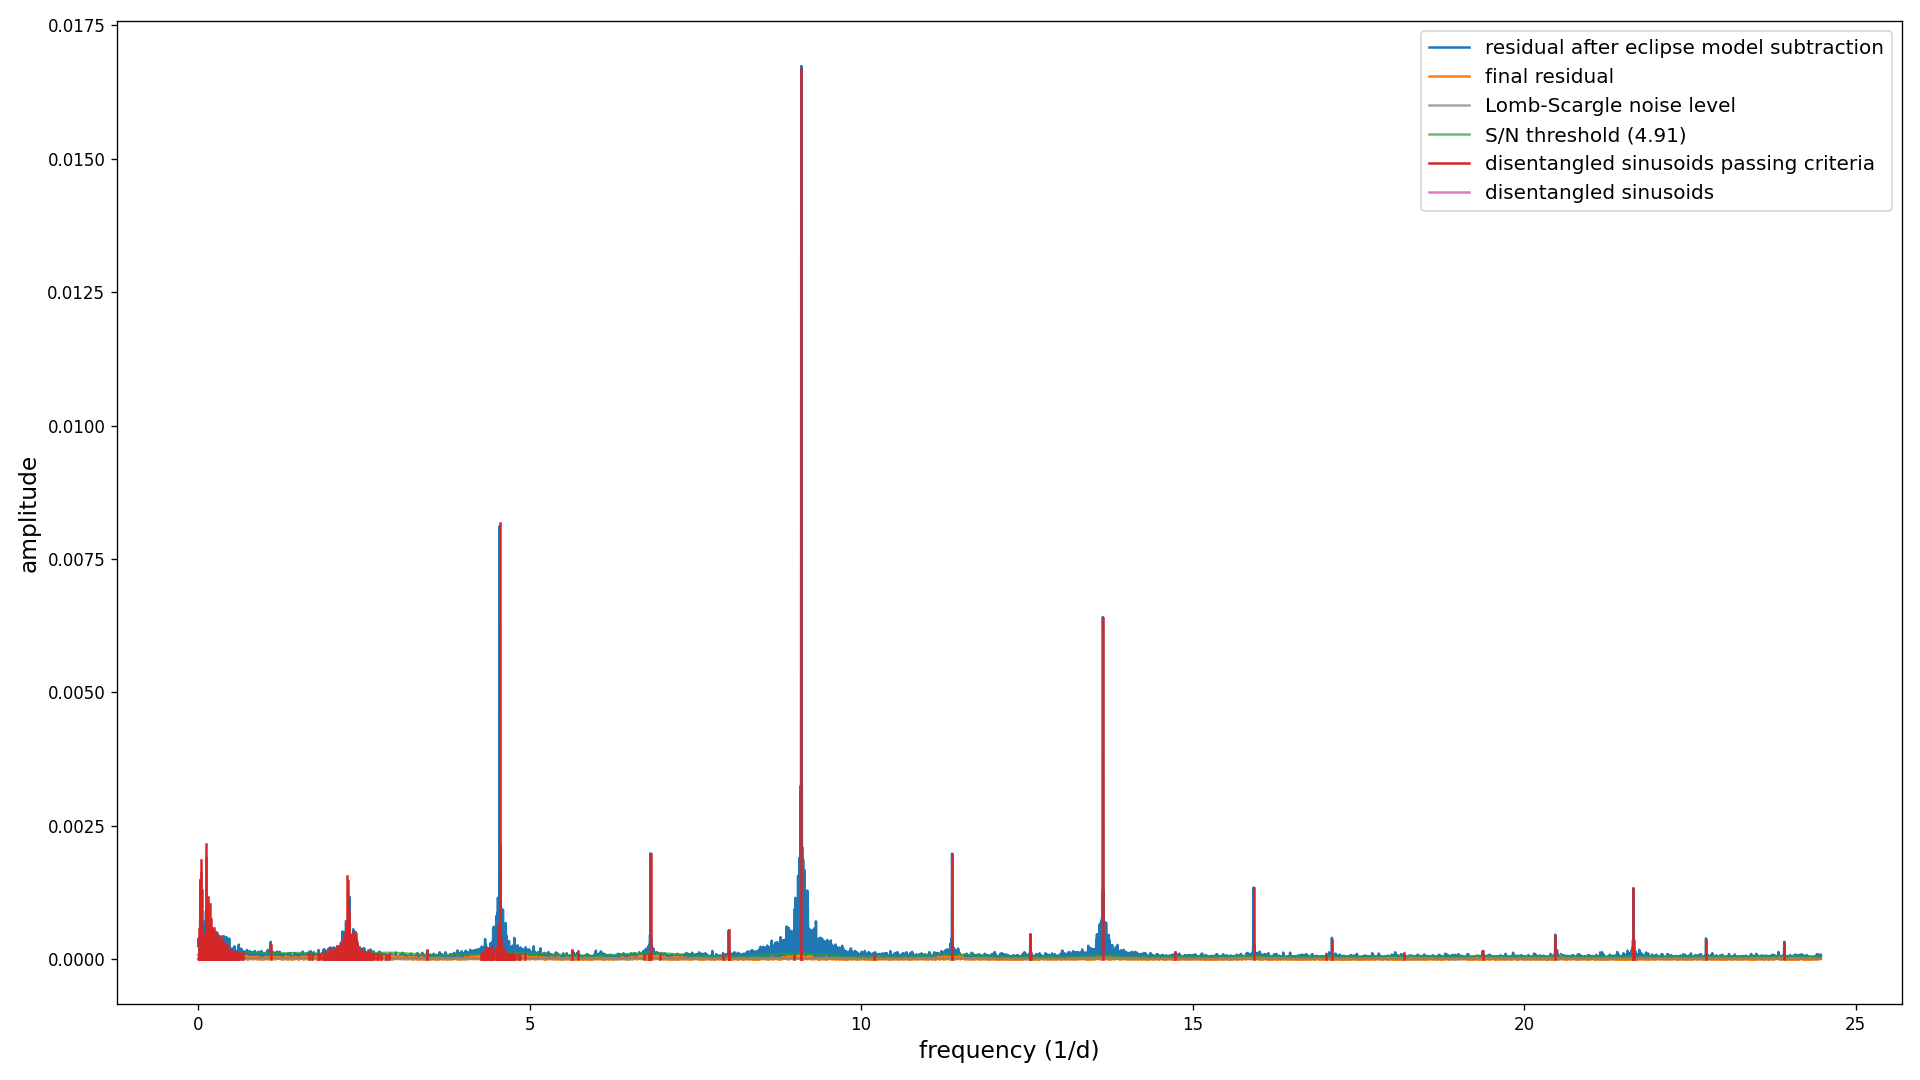 0.0175
0.0150
0.0125
0.0100
0.0075
0.0050
0.0025
0.0000
amplitude
residual after eclipse model subtraction
final residual
Lomb-Scargle noise level
S/N threshold (4.91)
disentangled sinusoids passing criteria
disentangled sinusoids
0 5 10 15 20 25
frequency (1/d)